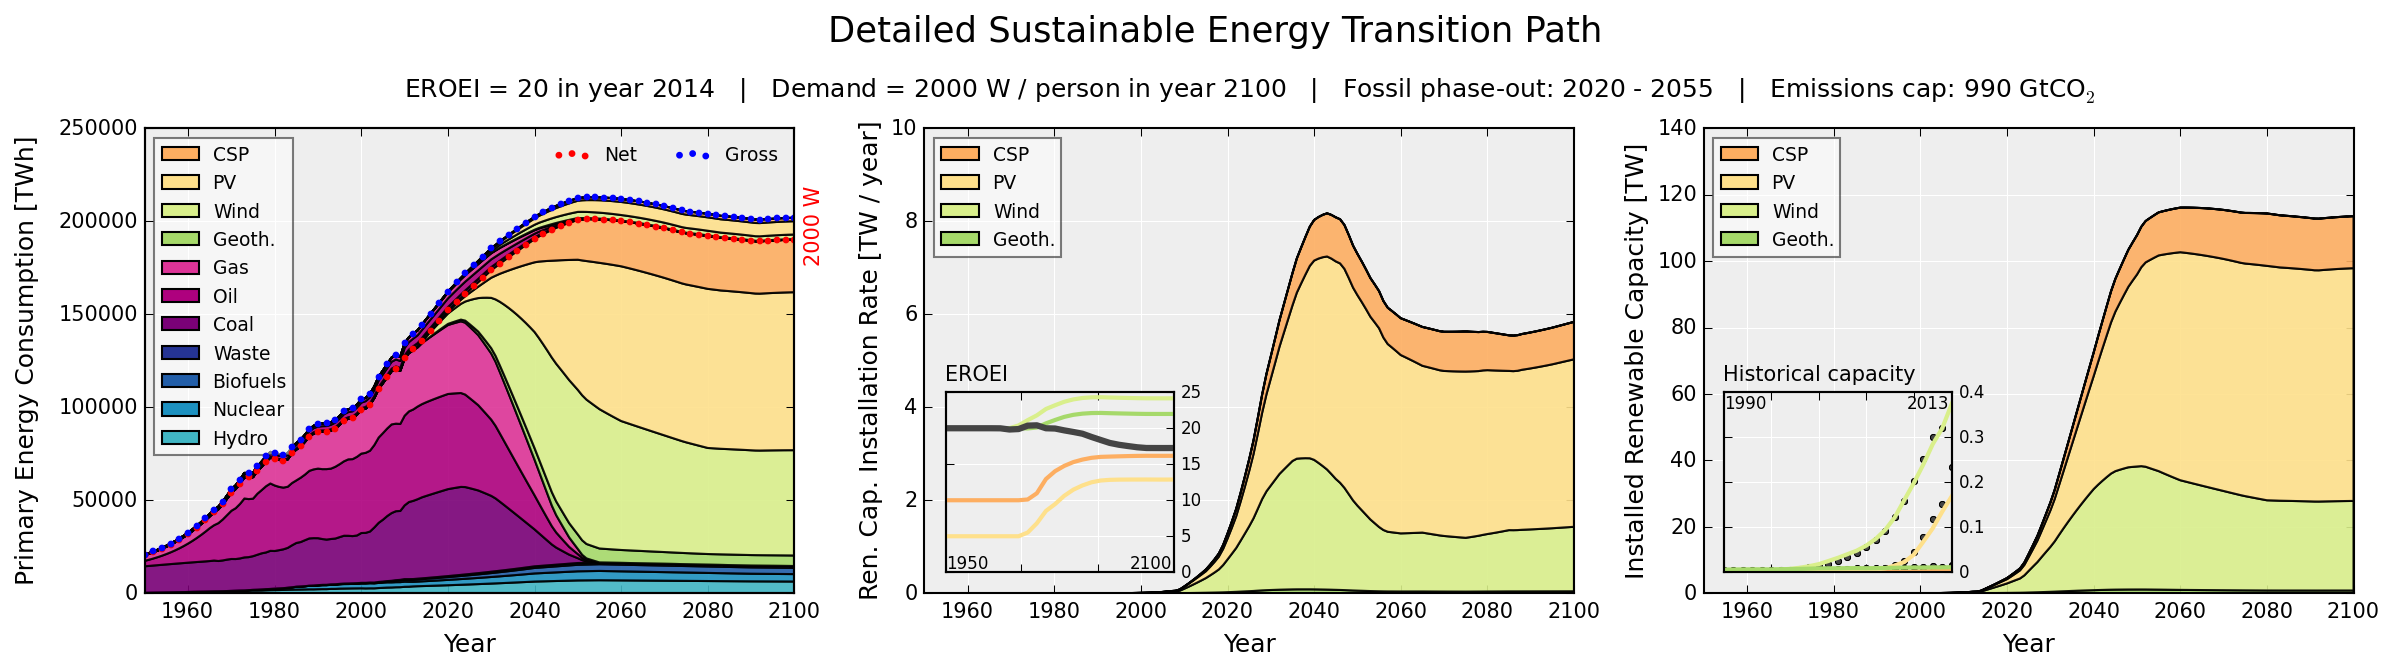 Detailed Sustainable Energy Transition Path
EROEI = 20 in year 2014 | Demand = 2000 W / person in year 2100 | Fossil phase-out: 2020 - 2055 | Emissions cap: 990 GtCO₂
Primary Energy Consumption [TWh]
250000
200000
150000
100000
50000
0
CSP
PV
Wind
Geoth.
Gas
Oil
Coal
Waste
Biofuels
Nuclear
Hydro
Net
Gross
2000 W
1960 1980 2000 2020 2040 2060 2080 2100
Year
Ren. Cap. Installation Rate [TW / year]
10
8
6
4
2
0
CSP
PV
Wind
Geoth.
EROEI
25
20
15
10
5
0
1950 2100
1960 1980 2000 2020 2040 2060 2080 2100
Year
Installed Renewable Capacity [TW]
140
120
100
80
60
40
20
0
CSP
PV
Wind
Geoth.
Historical capacity
1990 2013
0.4
0.3
0.2
0.1
0
1960 1980 2000 2020 2040 2060 2080 2100
Year